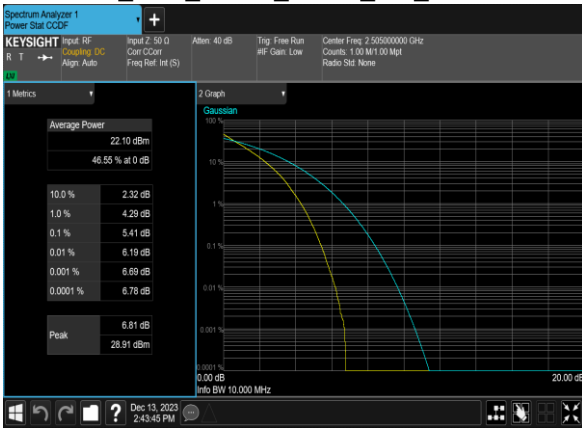 Spectrum Analyzer 1
Power Stat CCDF
+
KEYSIGHT
R T
LXI
Input: RF
Coupling: DC
Align: Auto
Input Z: 50 Ω
Corr CCorr
Freq Ref: Int (S)
Atten: 40 dB
Trig: Free Run
#IF Gain: Low
Center Freq: 2.505000000 GHz
Counts: 1.00 M/1.00 Mpt
Radio Std: None
1 Metrics
Average Power
22.10 dBm
46.55 % at 0 dB
10.0 % 2.32 dB
1.0 % 4.29 dB
0.1 % 5.41 dB
0.01 % 6.19 dB
0.001 % 6.69 dB
0.0001 % 6.78 dB
Peak
6.81 dB
28.91 dBm
2 Graph
Gaussian
100 %
10 %
1 %
0.1 %
0.01 %
0.001 %
0.0001 %
0.00 dB
20.00 dB
Info BW 10.000 MHz
?
Dec 13, 2023
2:43:45 PM